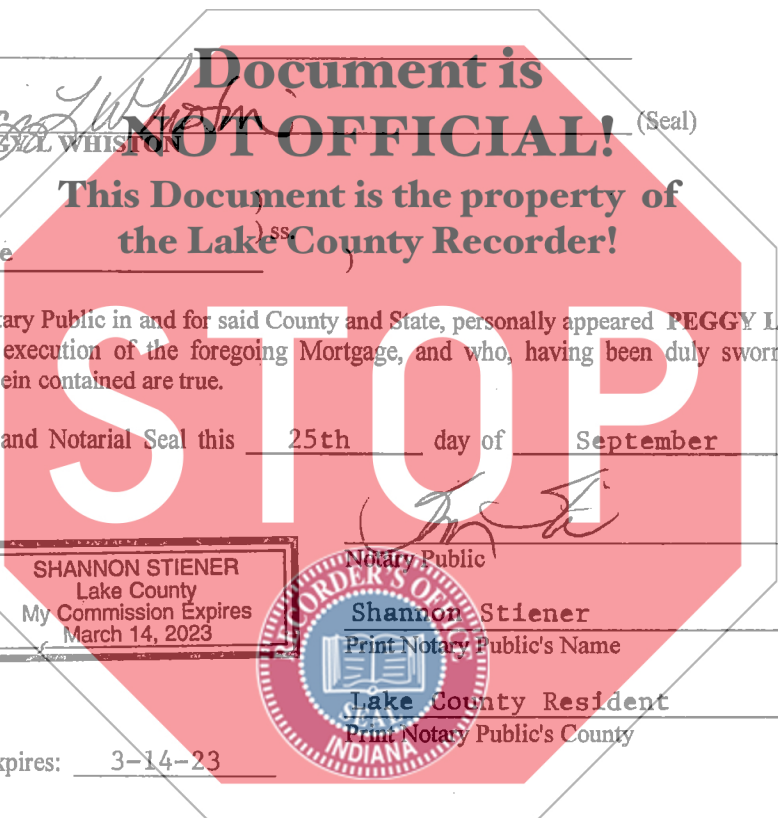 Document is
NOT OFFICIAL!
(Seal)
WHISTON
This Document is the property of
)
the Lake County Recorder!
) ss.
)
e
tary Public in and for said County and State, personally appeared PEGGY L
execution of the foregoing Mortgage, and who, having been duly sworn
ein contained are true.
STOP
and Notarial Seal this 25th day of September
Notary Public
SHANNON STIENER
Lake County
My Commission Expires
March 14, 2023
RECORDER'S OFFICE
SEAL
INDIANA
Shannon Stiener
Print Notary Public's Name
Lake County Resident
Print Notary Public's County
xpires: 3-14-23